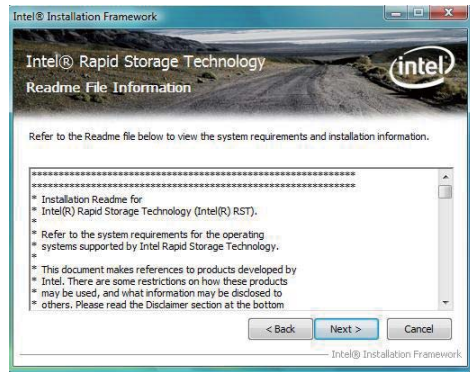 Intel® Installation Framework
Intel® Rapid Storage Technology
Readme File Information
intel
Refer to the Readme file below to view the system requirements and installation information.
******************************************************************
******************************************************************
* Installation Readme for
* Intel(R) Rapid Storage Technology (Intel(R) RST).
*
* Refer to the system requirements for the operating
* systems supported by Intel Rapid Storage Technology.
*
* This document makes references to products developed by
* Intel. There are some restrictions on how these products
* may be used, and what information may be disclosed to
* others. Please read the Disclaimer section at the bottom
< Back Next > Cancel
Intel® Installation Framework